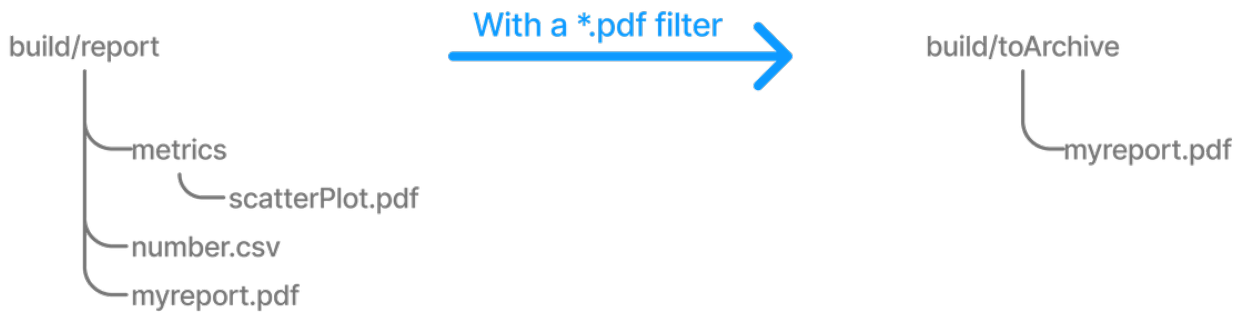 With a *.pdf filter
build/report
build/toArchive
metrics
myreport.pdf
scatterPlot.pdf
number.csv
myreport.pdf